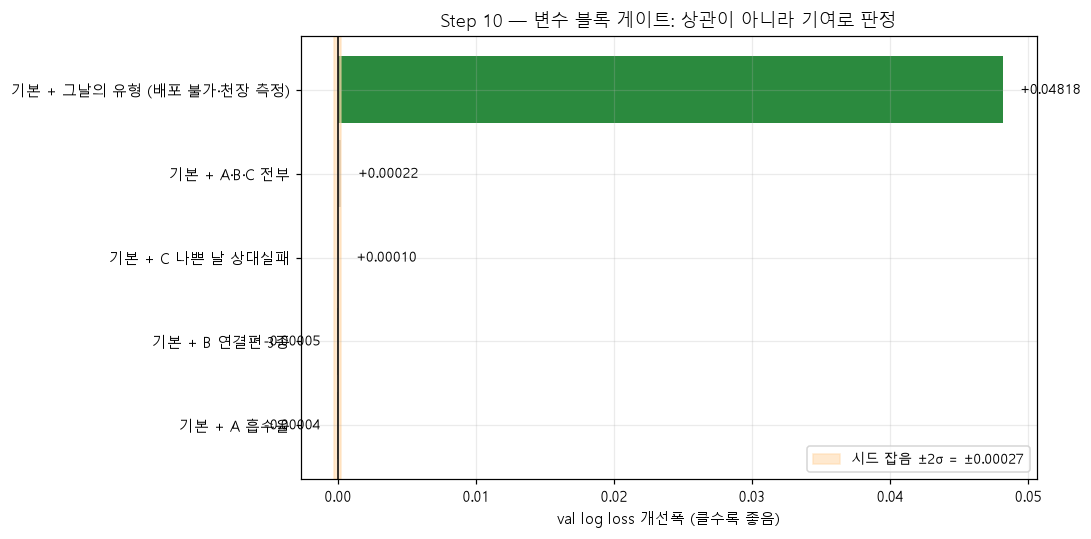 Step 10 — 변수 블록 게이트: 상관이 아니라 기여로 판정
기본 + 그날의 유형 (배포 불가·천장 측정)
+0.04818
기본 + A·B·C 전부
+0.00022
기본 + C 나쁜 날 상대실패
+0.00010
기본 + B 연결편 3종
-0.00005
기본 + A 흡수율
-0.00004
시드 잡음 ±2σ = ±0.00027
0.00 0.01 0.02 0.03 0.04 0.05
val log loss 개선폭 (클수록 좋음)